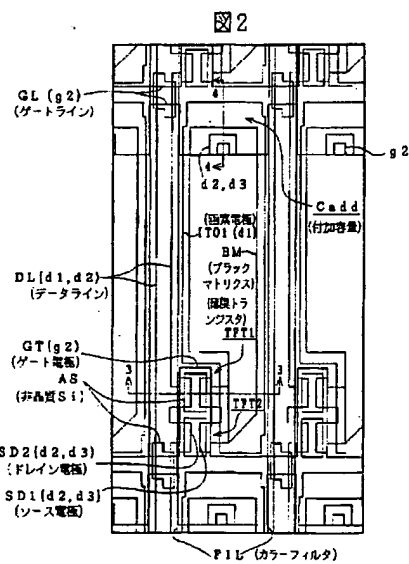 図2
GL(g2)
(ゲートライン)
4
g2
4
d2,d3
Cadd
(付加容量)
(画素電極)
ITO1(d1)
BM
(ブラック
マトリクス)
DL{d1,d2}
(データライン)
(薄膜トラ
ンジスタ)
TFT1
GT(g2)
(ゲート電極)
3
3
AS
(非晶質Si)
TFT2
SD2{d2,d3}
(ドレイン電極)
SD1{d2,d3}
(ソース電極)
FIL(カラーフィルタ)